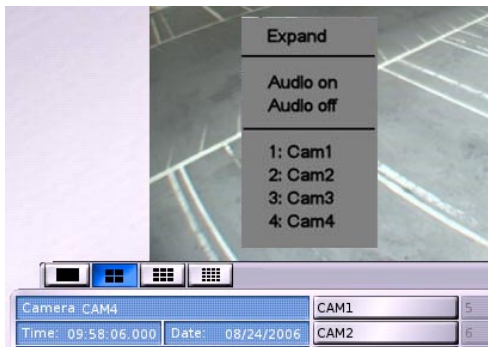 Expand
Audio on
Audio off
1: Cam1
2: Cam2
3: Cam3
4: Cam4
Camera CAM4
CAM1
5
Time: 09:58:06.000 Date: 08/24/2006
CAM2
6